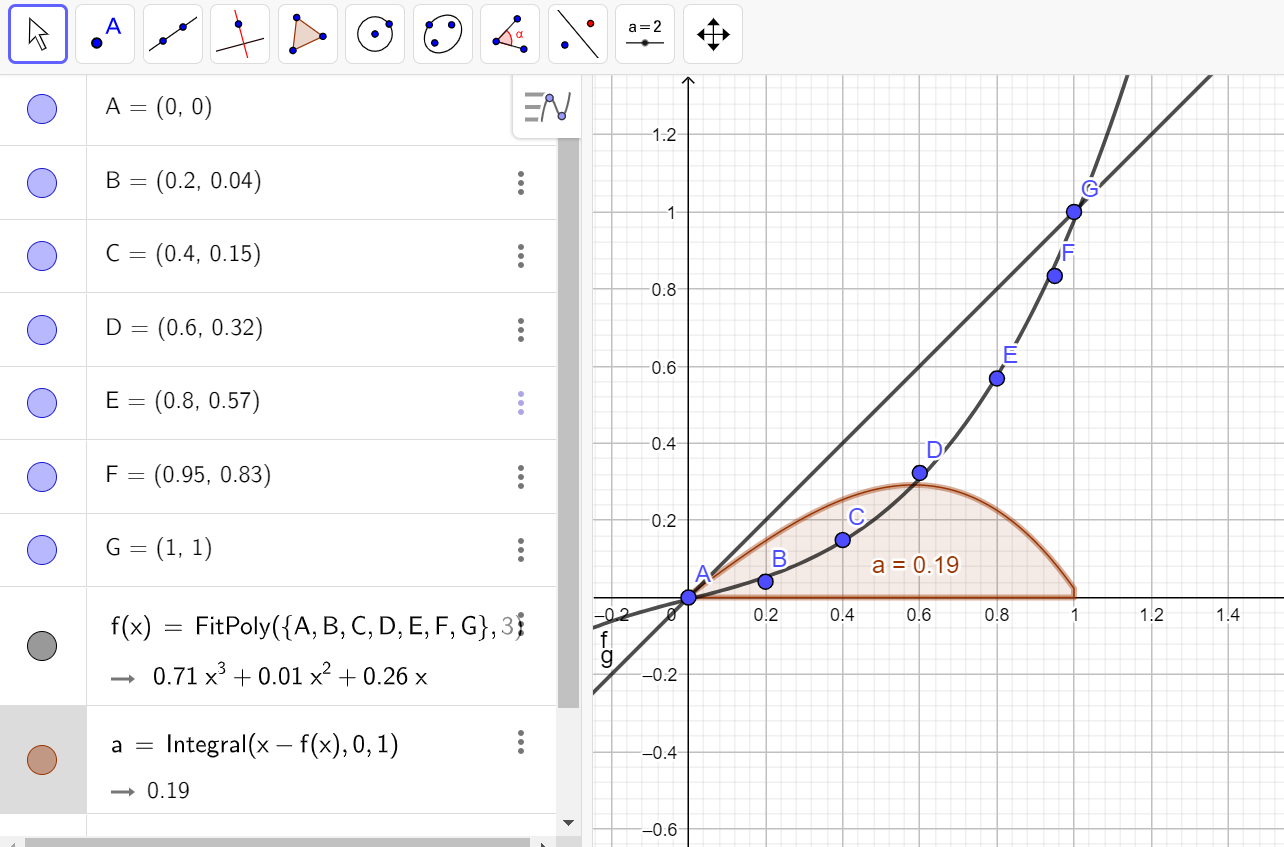 A
α
a=2
A = (0, 0)
B = (0.2, 0.04)
C = (0.4, 0.15)
D = (0.6, 0.32)
E = (0.8, 0.57)
F = (0.95, 0.83)
G = (1, 1)
f(x) = FitPoly({A, B, C, D, E, F, G}, 3)
→ 0.71 x³ + 0.01 x² + 0.26 x
a = Integral(x − f(x), 0, 1)
→ 0.19
1.2
1
0.8
0.6
0.4
0.2
0
−0.2
−0.4
−0.6
−0.2
0.2
0.4
0.6
0.8
1
1.2
1.4
A
B
C
D
E
F
G
a = 0.19
f
g